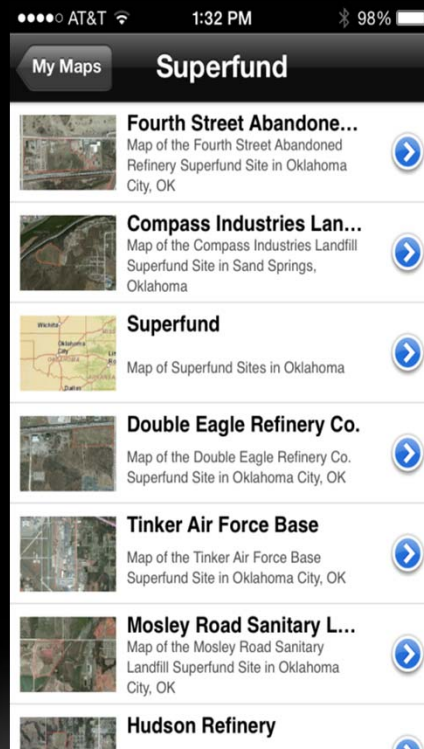 AT&T 1:32 PM 98%
My Maps Superfund
Fourth Street Abandone...
Map of the Fourth Street Abandoned
Refinery Superfund Site in Oklahoma
City, OK
Compass Industries Lan...
Map of the Compass Industries Landfill
Superfund Site in Sand Springs,
Oklahoma
Superfund
Map of Superfund Sites in Oklahoma
Wichita
Oklahoma
City
Dallas
Double Eagle Refinery Co.
Map of the Double Eagle Refinery Co.
Superfund Site in Oklahoma City, OK
Tinker Air Force Base
Map of the Tinker Air Force Base
Superfund Site in Oklahoma City, OK
Mosley Road Sanitary L...
Map of the Mosley Road Sanitary
Landfill Superfund Site in Oklahoma
City, OK
Hudson Refinery